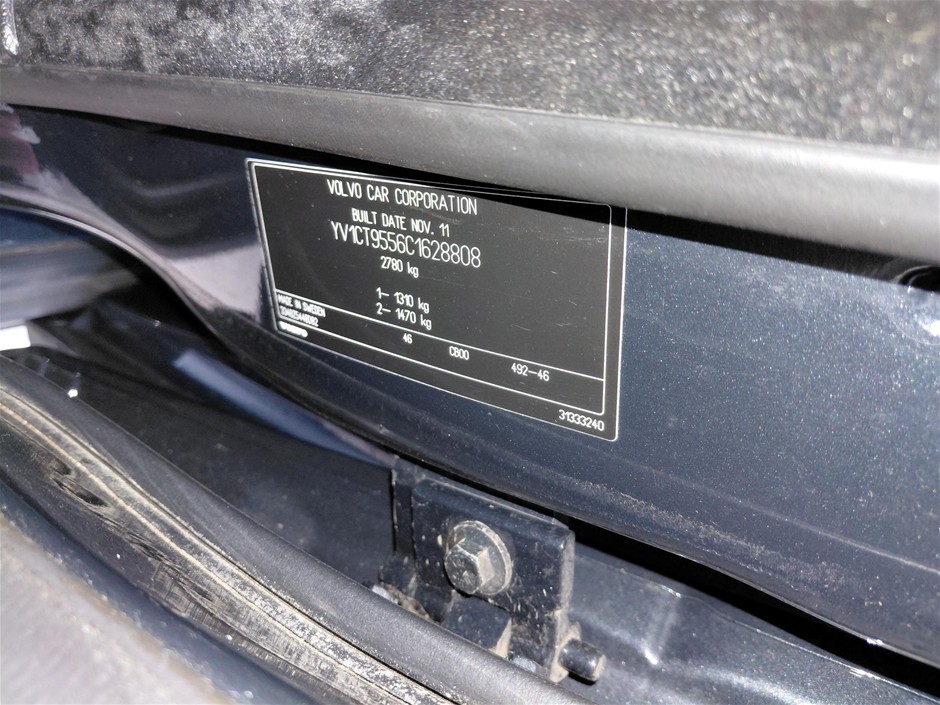 VOLVO CAR CORPORATION
BUILT DATE NOV. 11
YV1CT9556C1628808
2780 kg
1– 1310 kg
2– 1470 kg
MADE IN SWEDEN
46 CB00 492–46
31333240